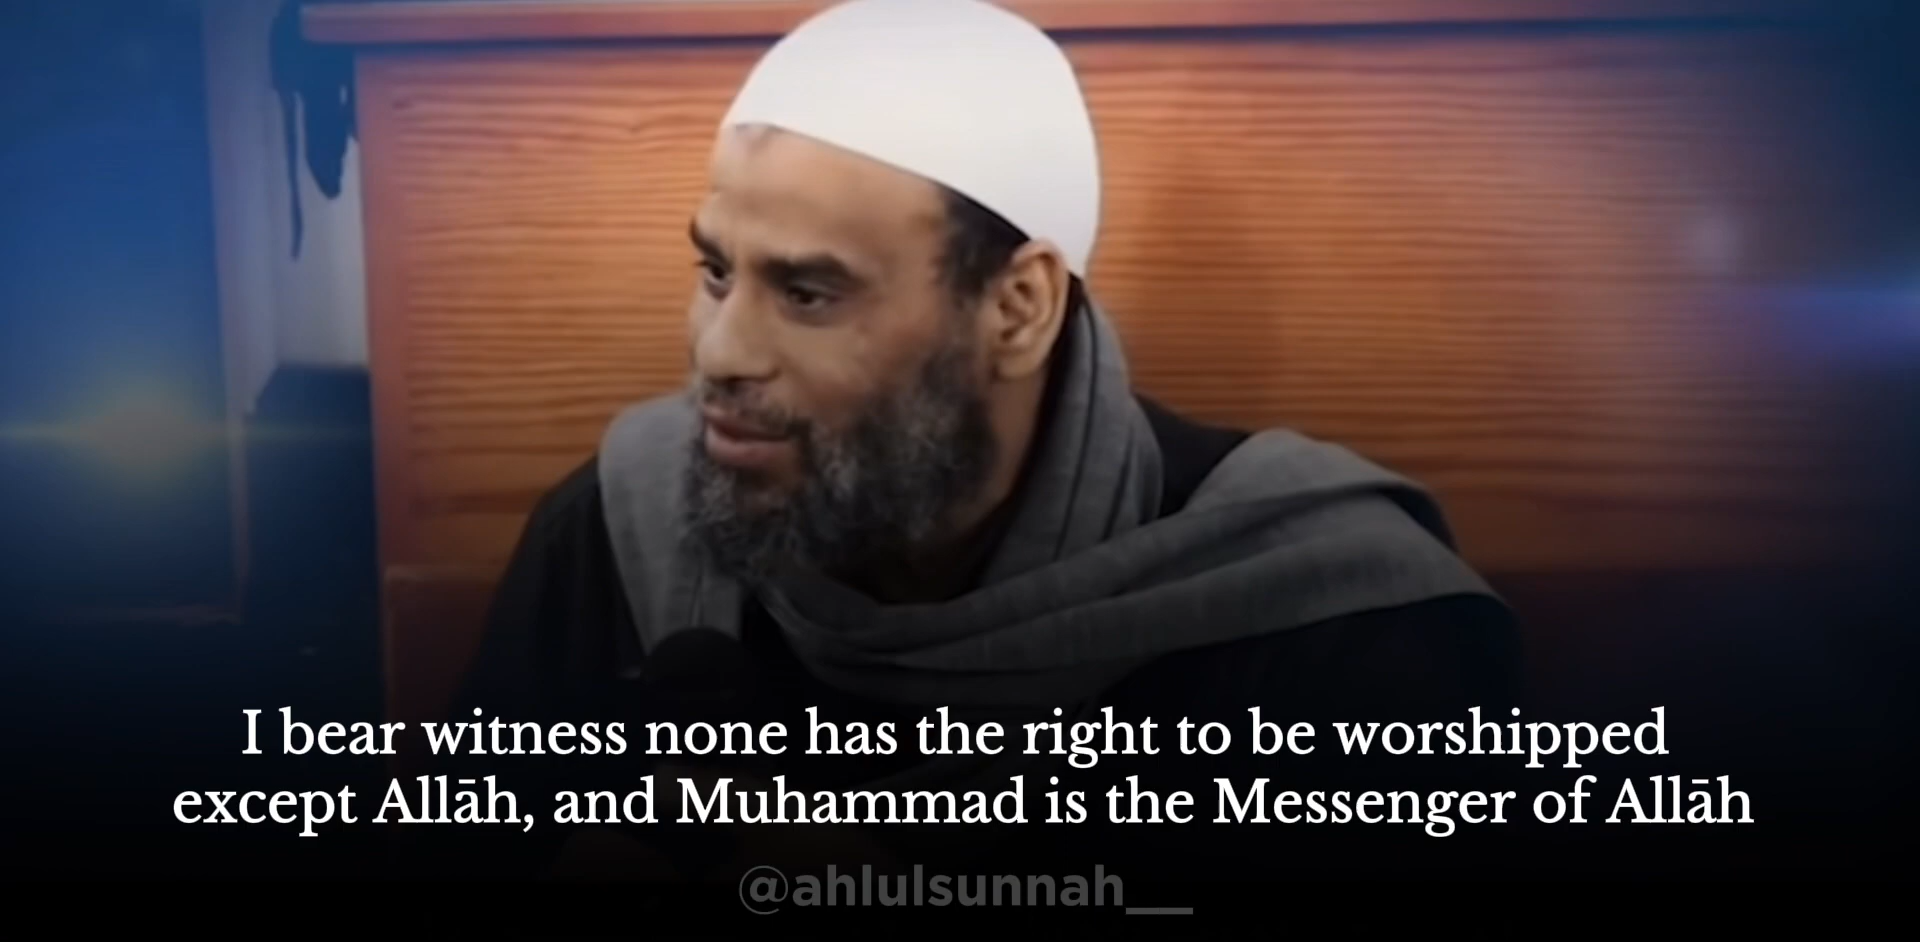 I bear witness none has the right to be worshipped
except Allāh, and Muhammad is the Messenger of Allāh
@ahlulsunnah__